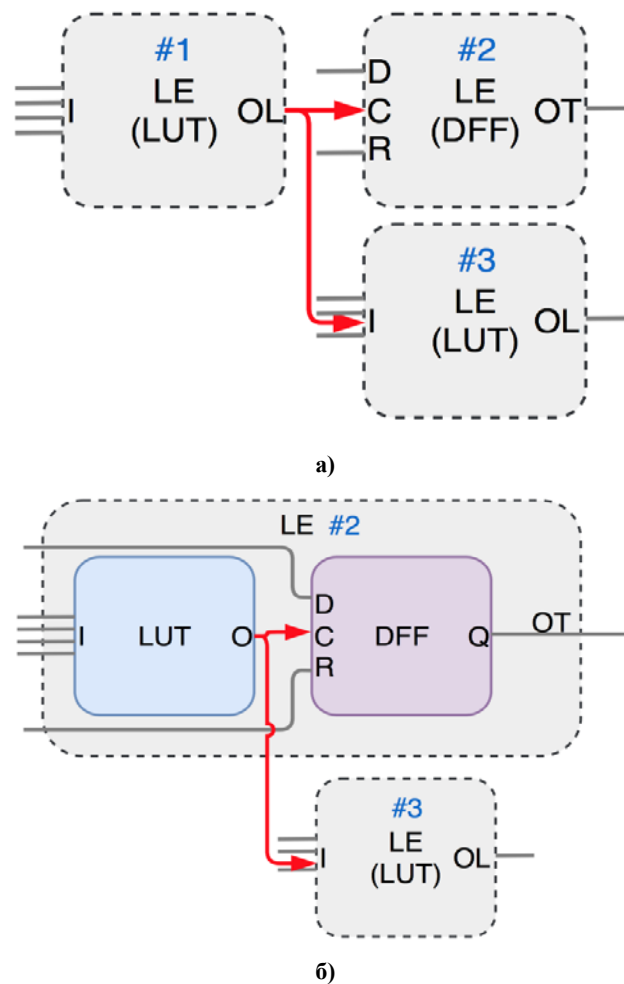 #1
LE
(LUT)
I
OL
#2
LE
(DFF)
D
C
R
OT
#3
LE
(LUT)
I
OL
а)
LE #2
I
LUT
O
D
C
R
DFF
Q
OT
#3
LE
(LUT)
I
OL
б)